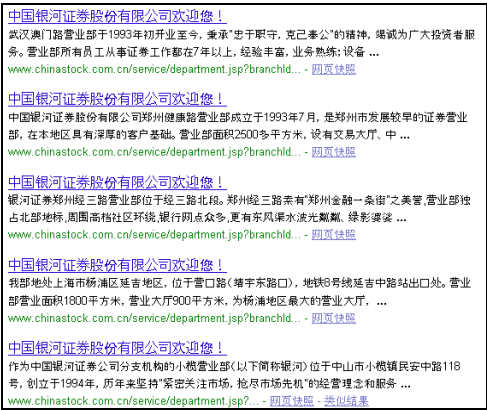 中国银河证券股份有限公司欢迎您！
武汉澳门路营业部于1993年初开业至今，秉承"忠于职守，克己奉公"的精神，竭诚为广大投资者服
务。营业部所有员工从事证券工作都在7年以上，经验丰富，业务熟练；设备 ...
www.chinastock.com.cn/service/department.jsp?branchId... - 网页快照
中国银河证券股份有限公司欢迎您！
中国银河证券股份有限公司郑州健康路营业部成立于1993年7月，是郑州市发展较早的证券营业
部，在本地区具有深厚的客户基础。营业部面积2500多平方米，设有交易大厅、中 ...
www.chinastock.com.cn/service/department.jsp?branchId... - 网页快照
中国银河证券股份有限公司欢迎您！
银河证券郑州经三路营业部位于经三路北段。郑州经三路素有"郑州金融一条街"之美誉,营业部独
占北部地标,周围高档社区环绕,银行网点众多,更有东风渠水波光粼粼、绿影婆娑 ...
www.chinastock.com.cn/service/department.jsp?branchId... - 网页快照
中国银河证券股份有限公司欢迎您！
我部地处上海市杨浦区延吉地区，位于营口路（靖宇东路口），地铁8号线延吉中路站出口处。营业
部营业面积1800平方米，营业大厅900平方米，为杨浦地区最大的营业大厅， ...
www.chinastock.com.cn/service/department.jsp?branchId... - 网页快照
中国银河证券股份有限公司欢迎您！
作为中国银河证券公司分支机构的小榄营业部（以下简称银河）位于中山市小榄镇民安中路118
号，创立于1994年，历年来坚持"紧密关注市场，抢尽市场先机"的经营理念和服务 ...
www.chinastock.com.cn/service/department.jsp?... - 网页快照 - 类似结果